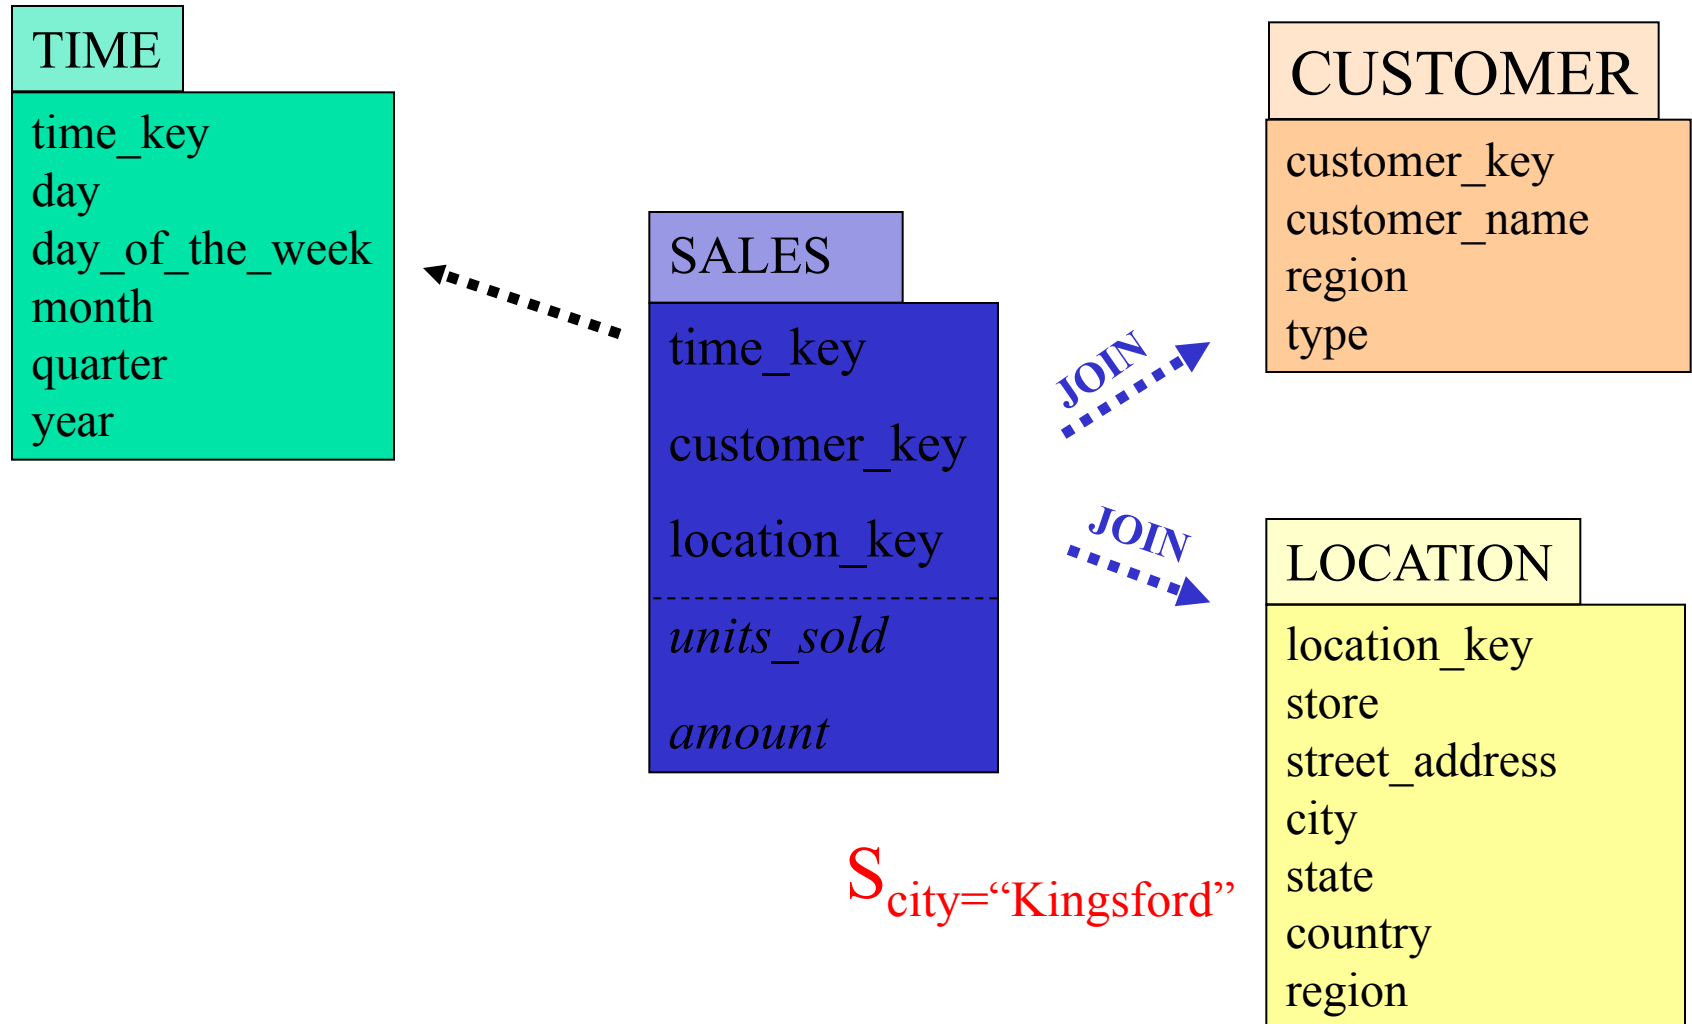 TIME
time_key
day
day_of_the_week
month
quarter
year
SALES
time_key
customer_key
location_key
units_sold
amount
JOIN
JOIN
CUSTOMER
customer_key
customer_name
region
type
LOCATION
location_key
store
street_address
city
state
country
region
S city=“Kingsford”